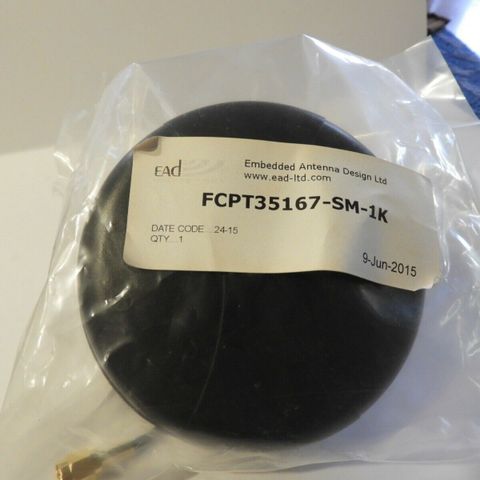 EAd
Embedded Antenna Design Ltd
www.ead-ltd.com
FCPT35167-SM-1K
DATE CODE...24-15
QTY...1
9-Jun-2015